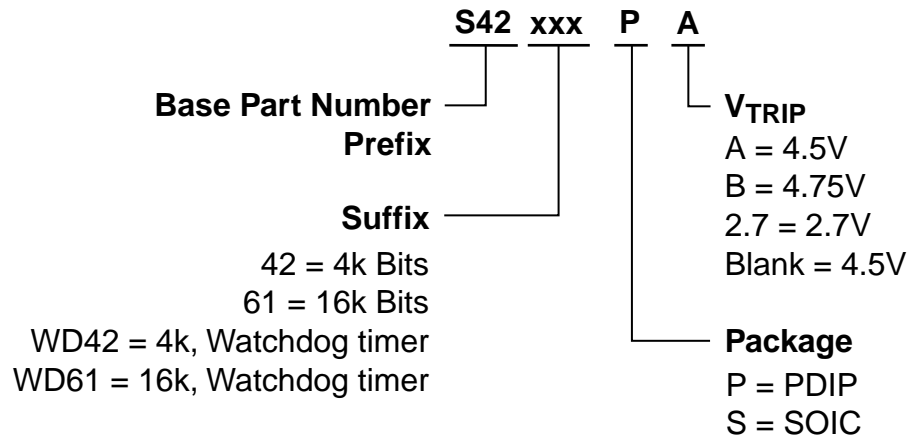 S42 xxx P A
Base Part Number
Prefix
Suffix
42 = 4k Bits
61 = 16k Bits
WD42 = 4k, Watchdog timer
WD61 = 16k, Watchdog timer
VTRIP
A = 4.5V
B = 4.75V
2.7 = 2.7V
Blank = 4.5V
Package
P = PDIP
S = SOIC